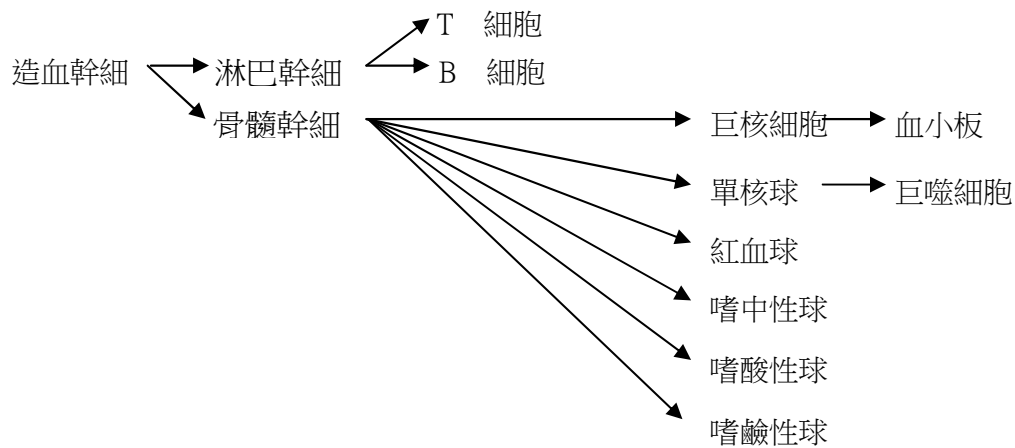 T 細胞
造血幹細 淋巴幹細 B 細胞
骨髓幹細 巨核細胞 血小板
單核球 巨噬細胞
紅血球
嗜中性球
嗜酸性球
嗜鹼性球